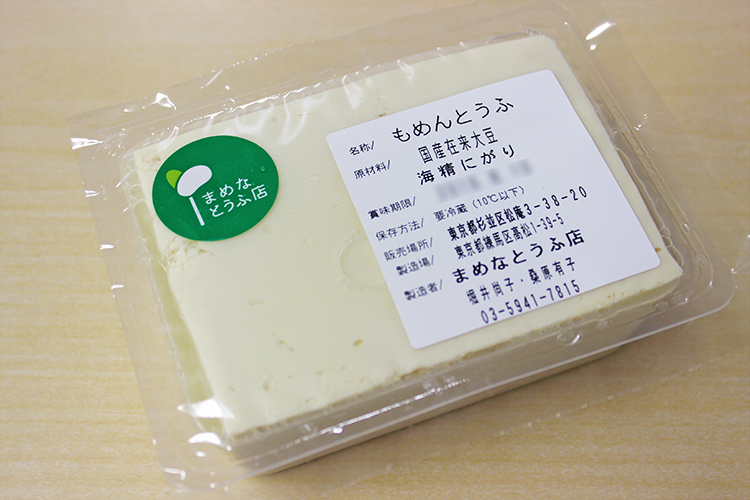 まめな
とうふ店
名称/ もめんとうふ
原材料/ 国産在来大豆
海精にがり
賞味期限/
保存方法/ 要冷蔵(10℃以下)
販売場所/ 東京都杉並区松庵3-38-20
製造場/ 東京都練馬区高松1-39-5
製造者/ まめなとうふ店
堀井尚子・桑原有子
03-5941-7815